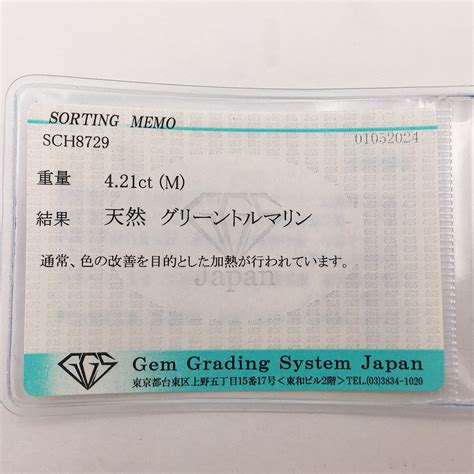 SORTING MEMO
SCH8729
01052024
重量 4.21ct (M)
結果 天然 グリーントルマリン
通常、色の改善を目的とした加熱が行われています。
Japan
GGS
Gem Grading System Japan
東京都台東区上野五丁目15番17号<東和ビル2階>TEL.(03)3834-1020